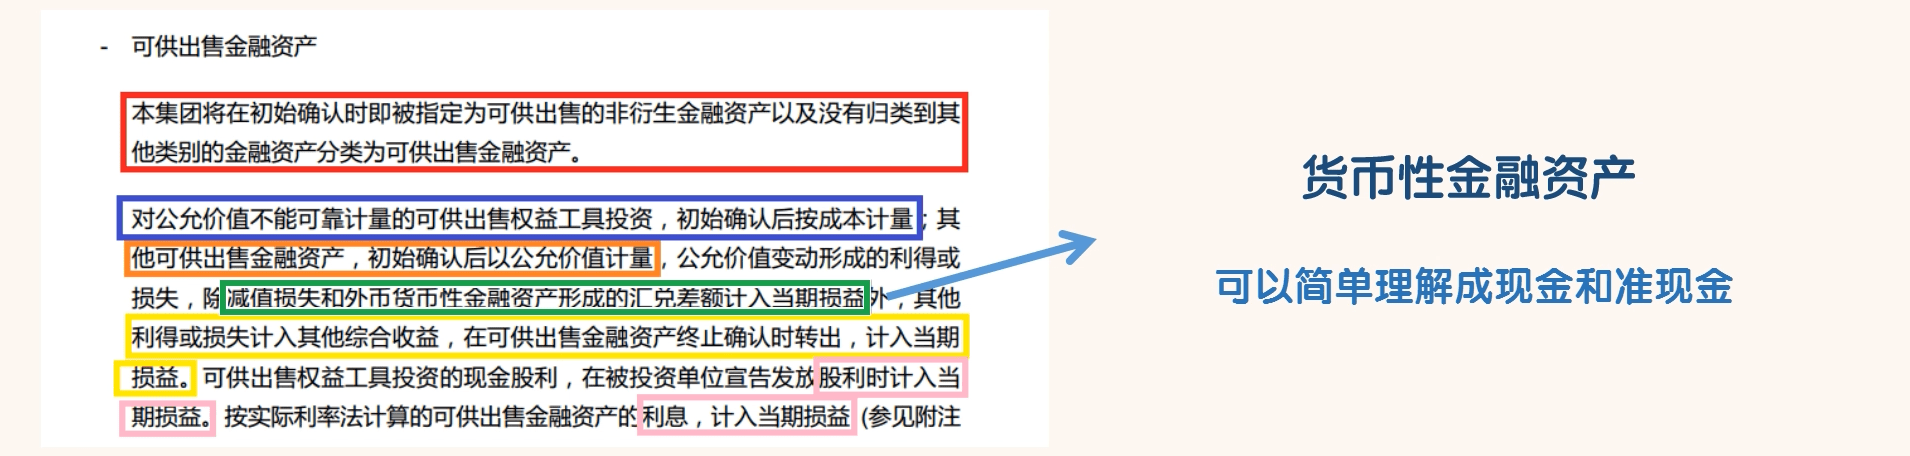 - 可供出售金融资产
本集团将在初始确认时即被指定为可供出售的非衍生金融资产以及没有归类到其
他类别的金融资产分类为可供出售金融资产。
对公允价值不能可靠计量的可供出售权益工具投资，初始确认后按成本计量；其
他可供出售金融资产，初始确认后以公允价值计量，公允价值变动形成的利得或
损失，除减值损失和外币货币性金融资产形成的汇兑差额计入当期损益外，其他
利得或损失计入其他综合收益，在可供出售金融资产终止确认时转出，计入当期
损益。可供出售权益工具投资的现金股利，在被投资单位宣告发放股利时计入当
期损益。按实际利率法计算的可供出售金融资产的利息，计入当期损益 (参见附注
货币性金融资产
可以简单理解成现金和准现金